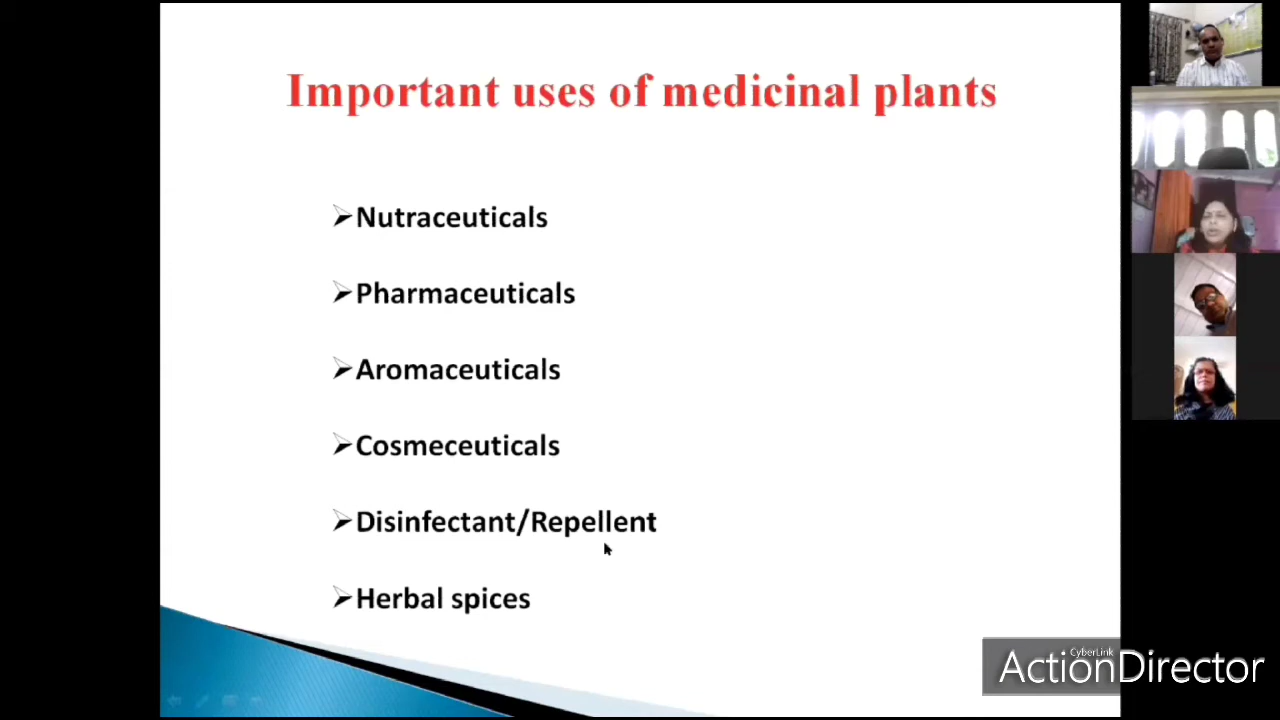 Important uses of medicinal plants
➢Nutraceuticals
➢Pharmaceuticals
➢Aromaceuticals
➢Cosmeceuticals
➢Disinfectant/Repellent
➢Herbal spices
CyberLink
ActionDirector